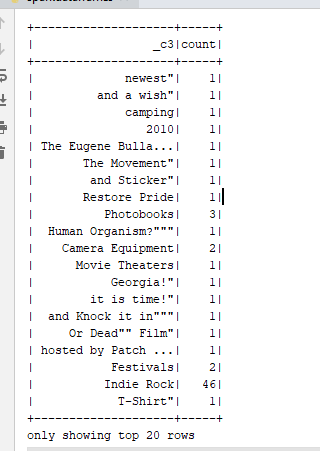 +------------------+-----+
|               _c3|count|
+------------------+-----+
|           newest"|    1|
|       and a wish"|    1|
|           camping|    1|
|              2010|    1|
| The Eugene Bulla...|    1|
|     The Movement"|    1|
|      and Sticker"|    1|
|     Restore Pride|    1|
|        Photobooks|    3|
|  Human Organism?"""|    1|
|  Camera Equipment|    2|
|    Movie Theaters|    1|
|         Georgia!"|    1|
|      it is time!"|    1|
|  and Knock it in"""|    1|
|    Or Dead"" Film"|    1|
| hosted by Patch ...|    1|
|         Festivals|    2|
|        Indie Rock|   46|
|          T-Shirt"|    1|
+------------------+-----+
only showing top 20 rows